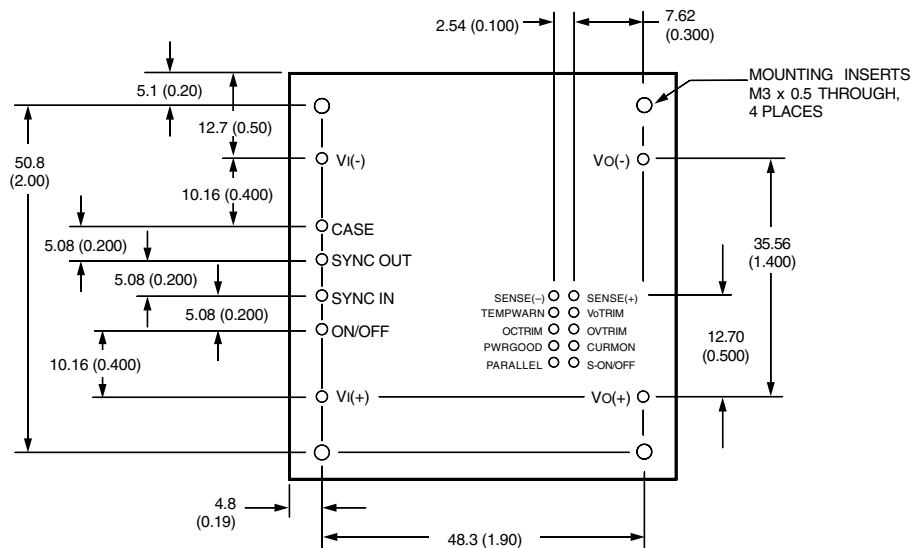 2.54 (0.100)
7.62
(0.300)
MOUNTING INSERTS
M3 x 0.5 THROUGH,
4 PLACES
5.1 (0.20)
12.7 (0.50)
50.8
(2.00)
VI(-)
VO(-)
10.16 (0.400)
CASE
5.08 (0.200)
SYNC OUT
35.56
(1.400)
5.08 (0.200)
SYNC IN
SENSE(–)
SENSE(+)
TEMPWARN
VoTRIM
5.08 (0.200)
ON/OFF
OCTRIM
OVTRIM
12.70
(0.500)
PWRGOOD
CURMON
10.16 (0.400)
PARALLEL
S-ON/OFF
VI(+)
VO(+)
4.8
(0.19)
48.3 (1.90)